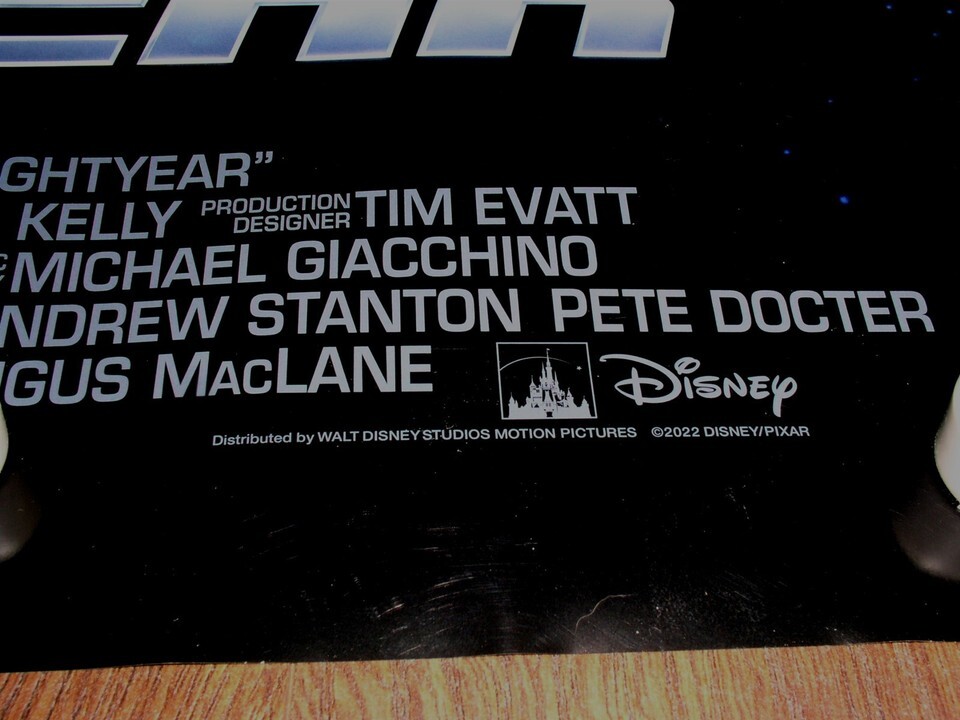 EAR
GHTYEAR”
KELLY PRODUCTION DESIGNER TIM EVATT
MICHAEL GIACCHINO
NDREW STANTON PETE DOCTER
GUS MACLANE Disney
Distributed by WALT DISNEY STUDIOS MOTION PICTURES ©2022 DISNEY/PIXAR